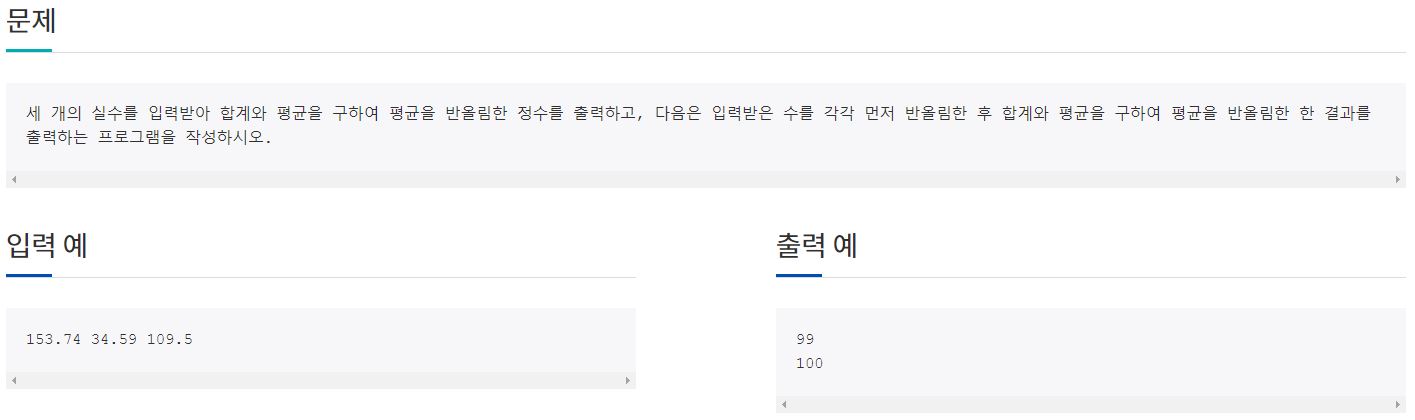 문제
세 개의 실수를 입력받아 합계와 평균을 구하여 평균을 반올림한 정수를 출력하고, 다음은 입력받은 수를 각각 먼저 반올림한 후 합계와 평균을 구하여 평균을 반올림한 한 결과를
출력하는 프로그램을 작성하시오.
입력 예
출력 예
153.74 34.59 109.5
99
100